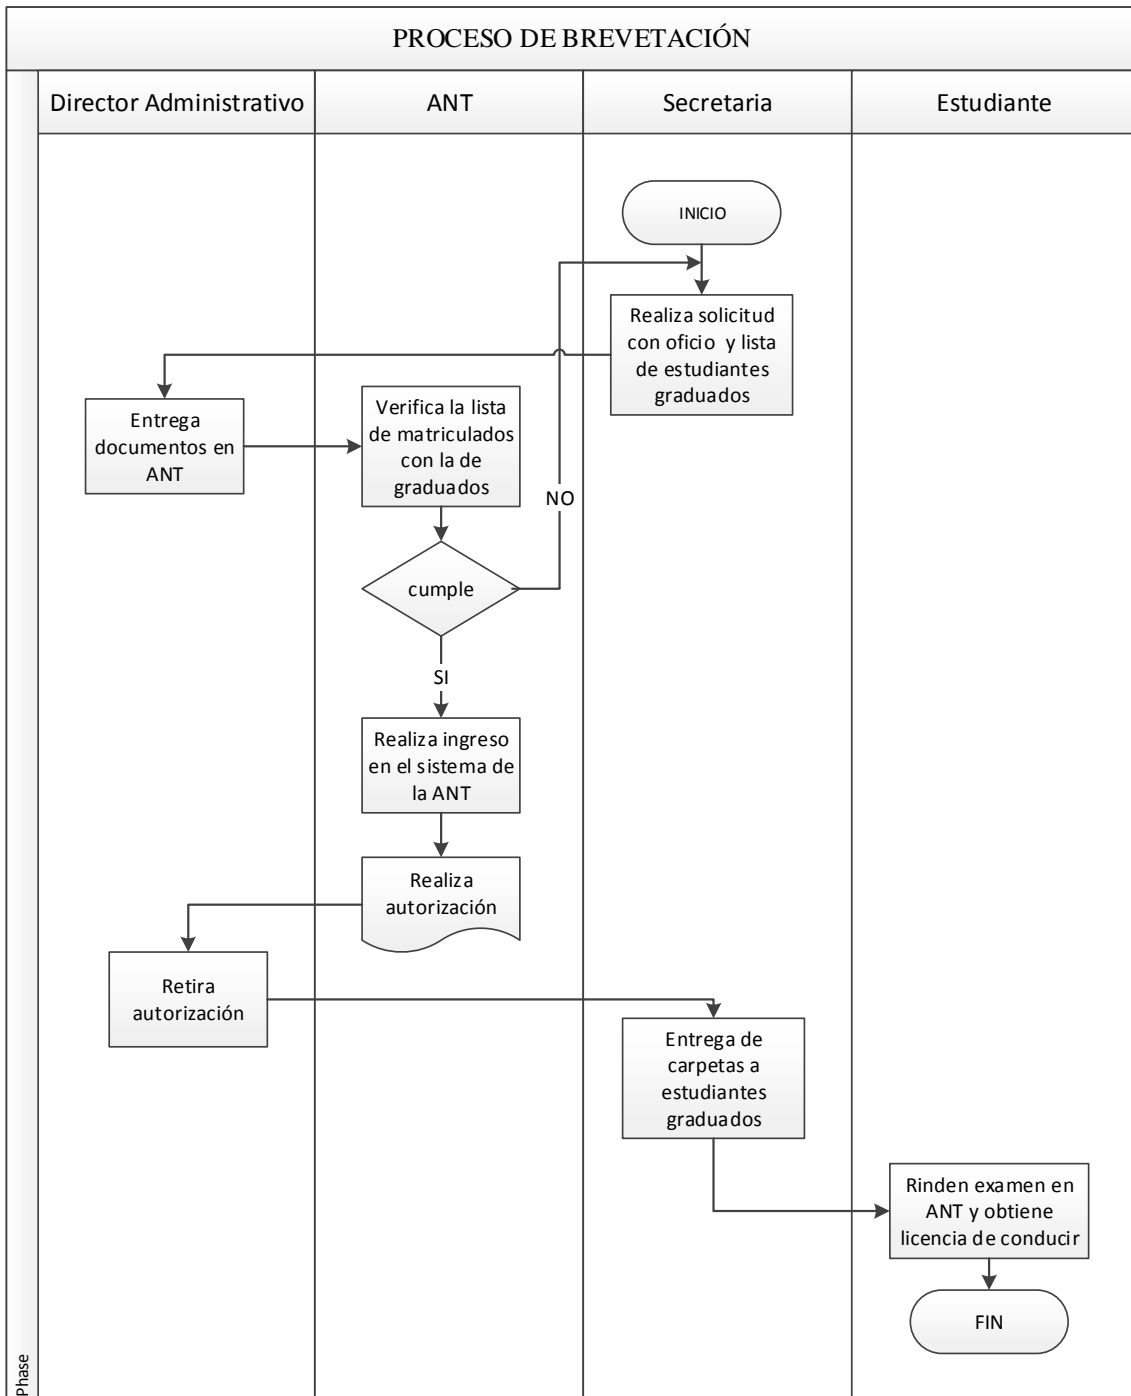 PROCESO DE BREVETACIÓN
Director Administrativo
ANT
Secretaria
Estudiante
INICIO
Realiza solicitud
con oficio y lista
de estudiantes
graduados
Entrega
documentos en
ANT
Verifica la lista
de matriculados
con la de
graduados
NO
cumple
SI
Realiza ingreso
en el sistema de
la ANT
Realiza
autorización
Retira
autorización
Entrega de
carpetas a
estudiantes
graduados
Rinden examen en
ANT y obtiene
licencia de conducir
FIN
Phase